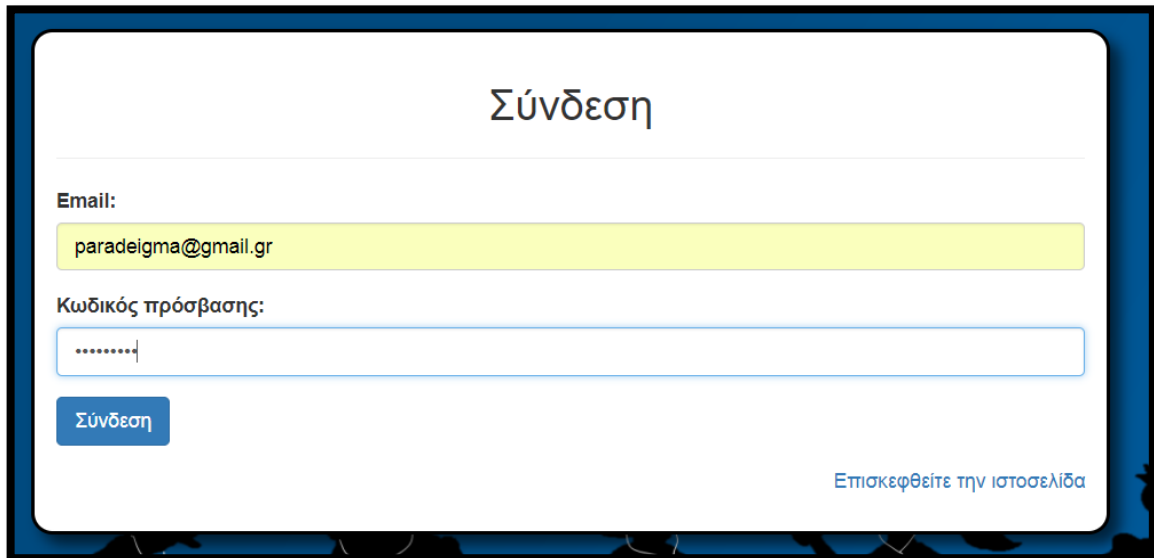 Σύνδεση
Email:
paradeigma@gmail.gr
Κωδικός πρόσβασης:
•••••••••
Σύνδεση
Επισκεφθείτε την ιστοσελίδα